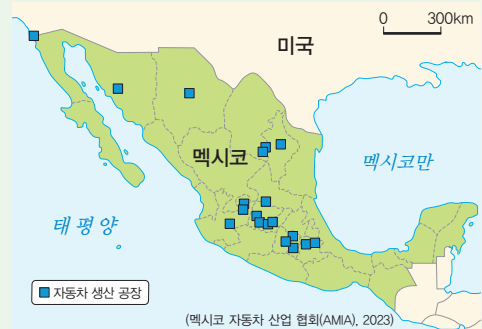 0 300km
미국
멕시코
멕시코만
태평양
자동차 생산 공장
(멕시코 자동차 산업 협회(AMIA), 2023)